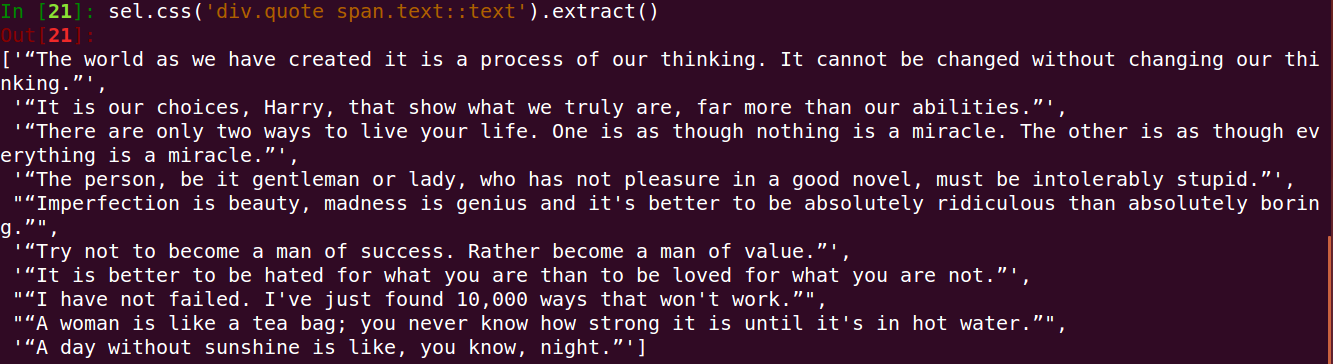 In [21]: sel.css('div.quote span.text::text').extract()
Out[21]:
['“The world as we have created it is a process of our thinking. It cannot be changed without changing our thi
nking.”',
 '“It is our choices, Harry, that show what we truly are, far more than our abilities.”',
 '“There are only two ways to live your life. One is as though nothing is a miracle. The other is as though ev
erything is a miracle.”',
 '“The person, be it gentleman or lady, who has not pleasure in a good novel, must be intolerably stupid.”',
 "“Imperfection is beauty, madness is genius and it's better to be absolutely ridiculous than absolutely borin
g.”",
 '“Try not to become a man of success. Rather become a man of value.”',
 '“It is better to be hated for what you are than to be loved for what you are not.”',
 "“I have not failed. I've just found 10,000 ways that won't work.”",
 "“A woman is like a tea bag; you never know how strong it is until it's in hot water.”",
 '“A day without sunshine is like, you know, night.”']